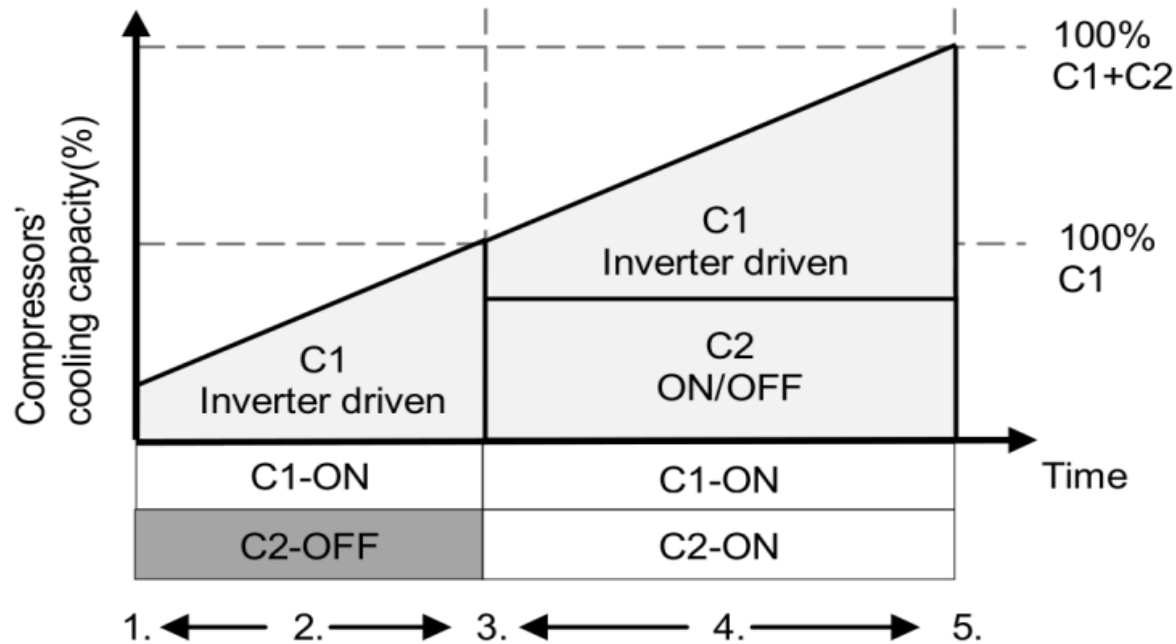 100%
C1+C2
Compressors'
cooling capacity(%)
C1
Inverter driven
100%
C1
C1
Inverter driven
C2
ON/OFF
C1-ON
C1-ON
Time
C2-OFF
C2-ON
1.
2.
3.
4.
5.